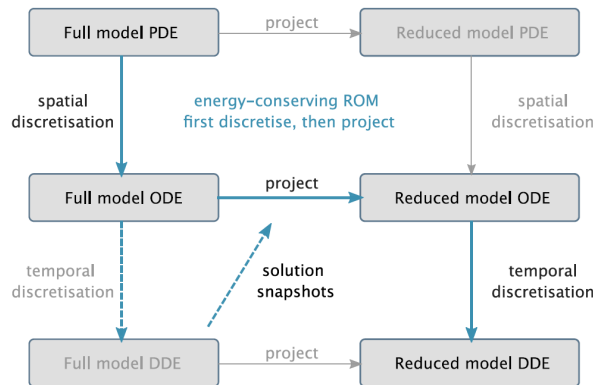 Full model PDE
project
Reduced model PDE
spatial
discretisation
energy-conserving ROM
first discretise, then project
spatial
discretisation
Full model ODE
project
Reduced model ODE
temporal
discretisation
solution
snapshots
temporal
discretisation
Full model DDE
project
Reduced model DDE